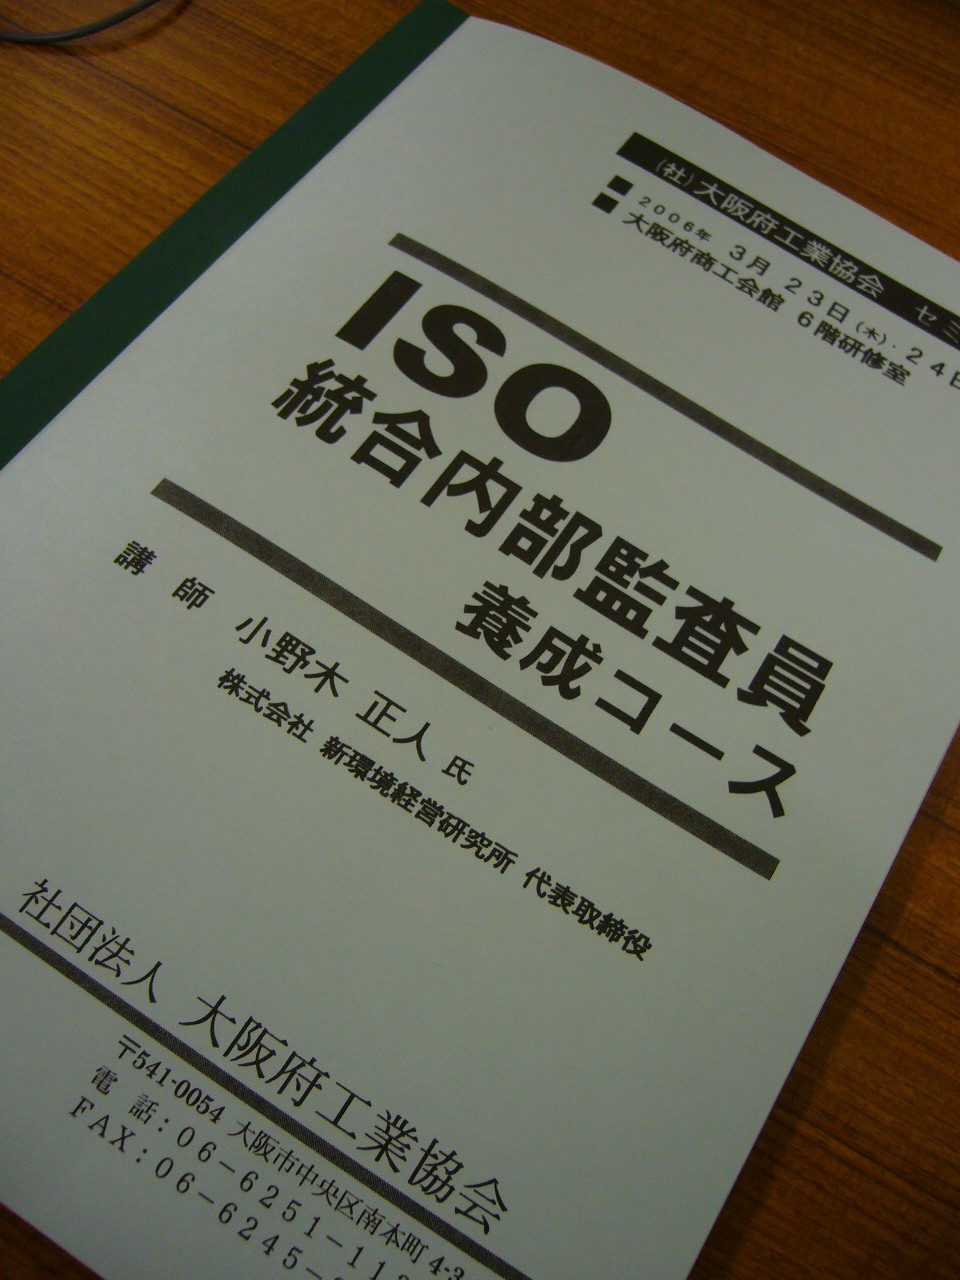 (社)大阪府工業協会 セミ
■ 2006年 3月 23日(木)・24日
■ 大阪府商工会館 6階研修室
ISO
統合内部監査員
養成コース
講 師 小野木 正人 氏
株式会社 新環境経営研究所 代表取締役
社団法人 大阪府工業協会
〒541-0054 大阪市中央区南本町4-3
電 話：06－6251－11
FAX：06－6245－